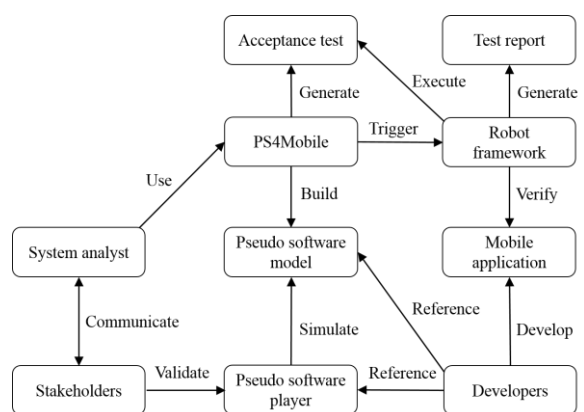 Acceptance test
Test report
Generate
Execute
Generate
PS4Mobile
Trigger
Robot
framework
Use
Build
Verify
System analyst
Pseudo software
model
Mobile
application
Communicate
Simulate
Reference
Develop
Stakeholders
Validate
Pseudo software
player
Reference
Developers